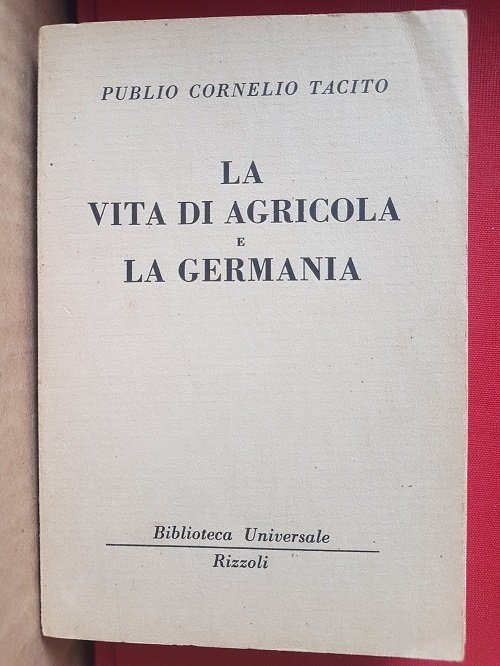 PUBLIO CORNELIO TACITO
LA
VITA DI AGRICOLA
E
LA GERMANIA
Biblioteca Universale
Rizzoli